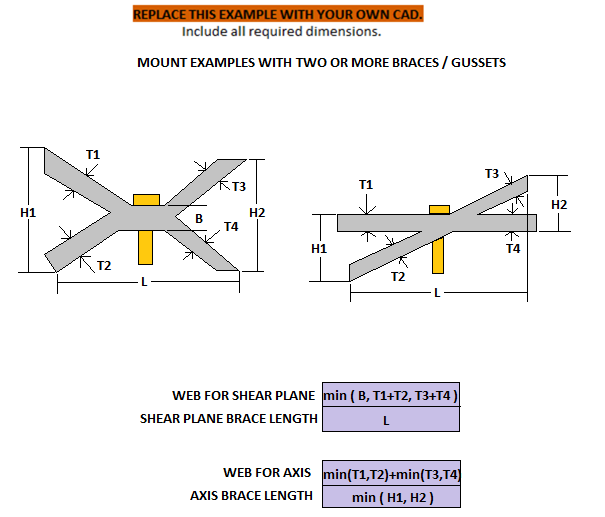 REPLACE THIS EXAMPLE WITH YOUR OWN CAD.
Include all required dimensions.
MOUNT EXAMPLES WITH TWO OR MORE BRACES / GUSSETS
T1
T3
H1
H2
B
T4
T2
L
T1
T3
H2
H1
T4
T2
L
WEB FOR SHEAR PLANE min ( B, T1+T2, T3+T4 )
SHEAR PLANE BRACE LENGTH L
WEB FOR AXIS min(T1,T2)+min(T3,T4)
AXIS BRACE LENGTH min ( H1, H2 )